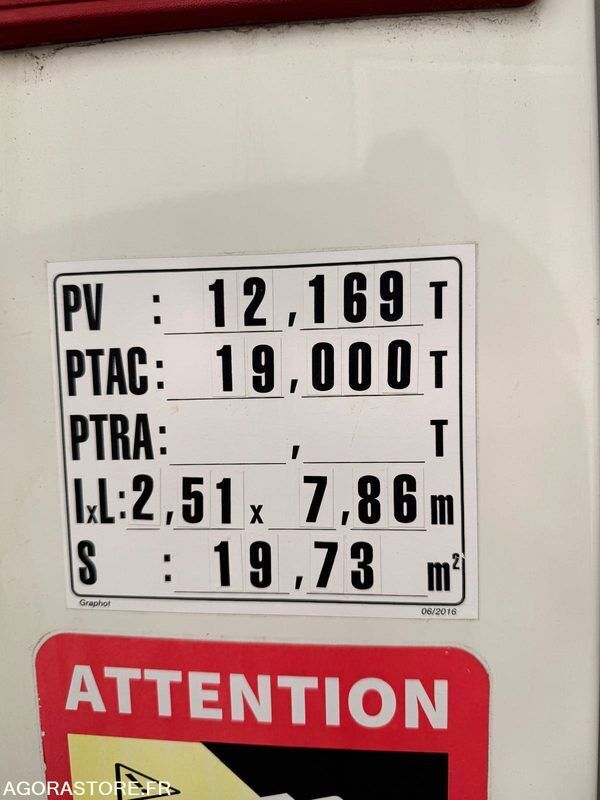 PV : 12,169 T
PTAC: 19,000 T
PTRA: , T
lxL: 2,51 x 7,86 m
S : 19,73 m²
Graphot 06/2016
ATTENTION
AGORASTORE.FR